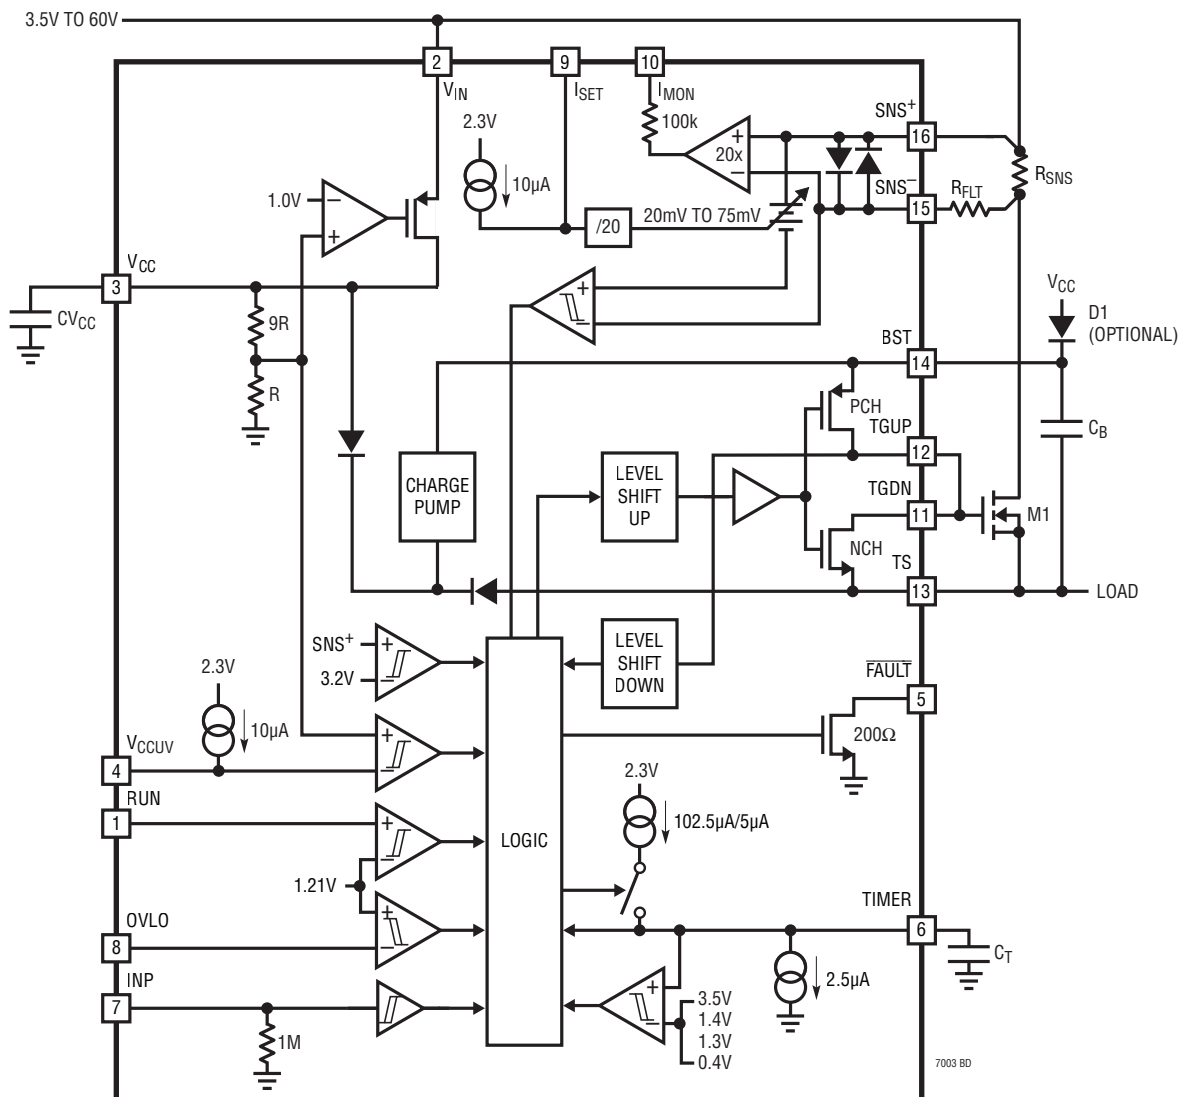 3.5V TO 60V
2
9
10
VIN
ISET
IMON
SNS+
16
2.3V
100k
+
20x
−
10µA
RSNS
SNS−
RFLT
15
1.0V
−
+
/20
20mV TO 75mV
VCC
3
CVCC
9R
R
+
−
VCC
D1
(OPTIONAL)
BST
14
PCH
TGUP
12
CB
CHARGE
PUMP
LEVEL
SHIFT
UP
TGDN
11
M1
NCH
TS
13
LOAD
SNS+
+
3.2V
−
LEVEL
SHIFT
DOWN
FAULT
5
2.3V
10µA
VCCUV
4
+
−
200Ω
RUN
1
+
−
2.3V
102.5µA/5µA
LOGIC
1.21V
+
−
OVLO
8
TIMER
6
CT
INP
7
1M
+
−
2.5µA
3.5V
1.4V
1.3V
0.4V
7003 BD